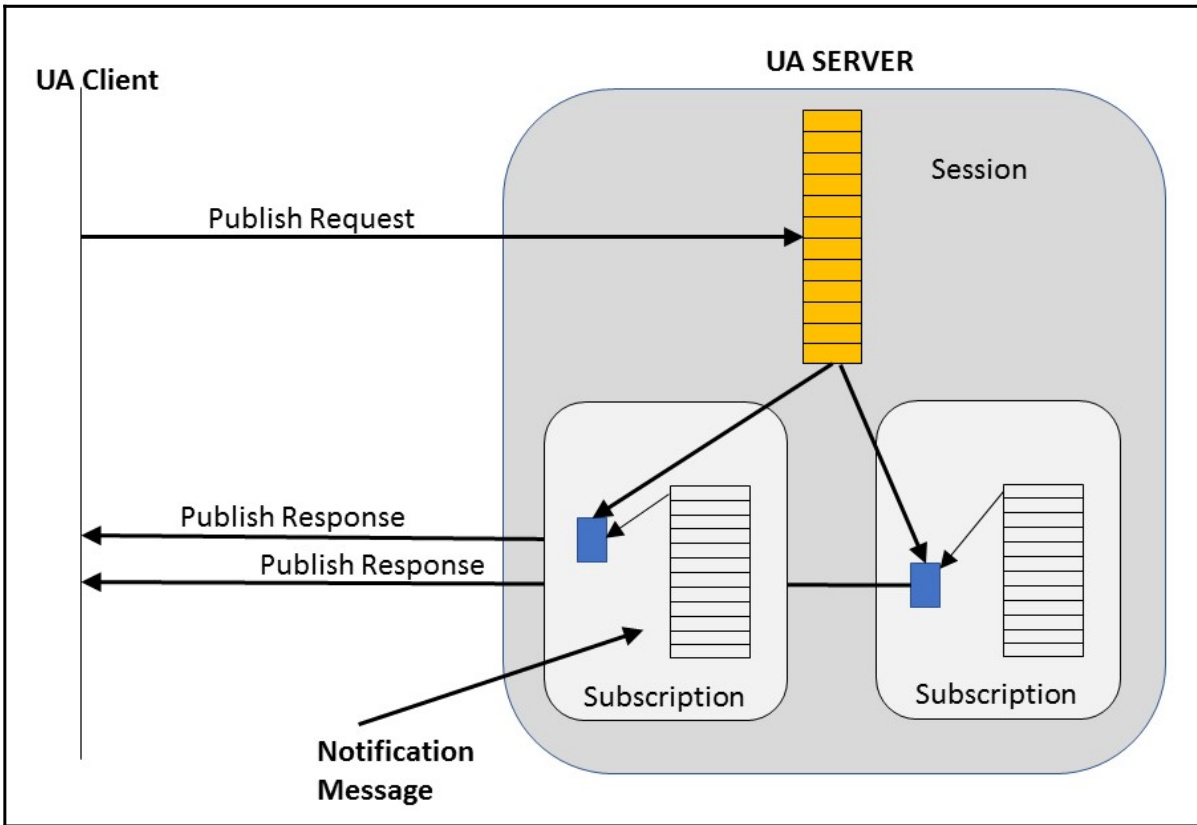 UA SERVER
UA Client
Session
Publish Request
Publish Response
Publish Response
Subscription
Subscription
Notification
Message